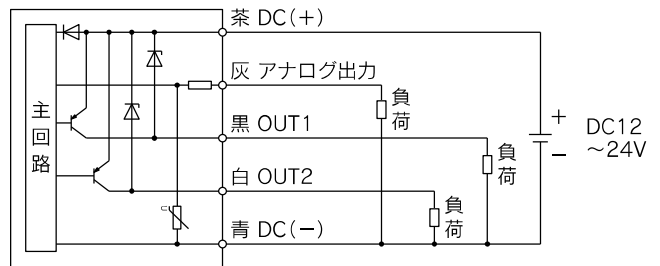 主回路
茶 DC(+)
灰 アナログ出力
黒 OUT1
白 OUT2
青 DC(-)
負荷
負荷
負荷
+
-
DC12
～24V